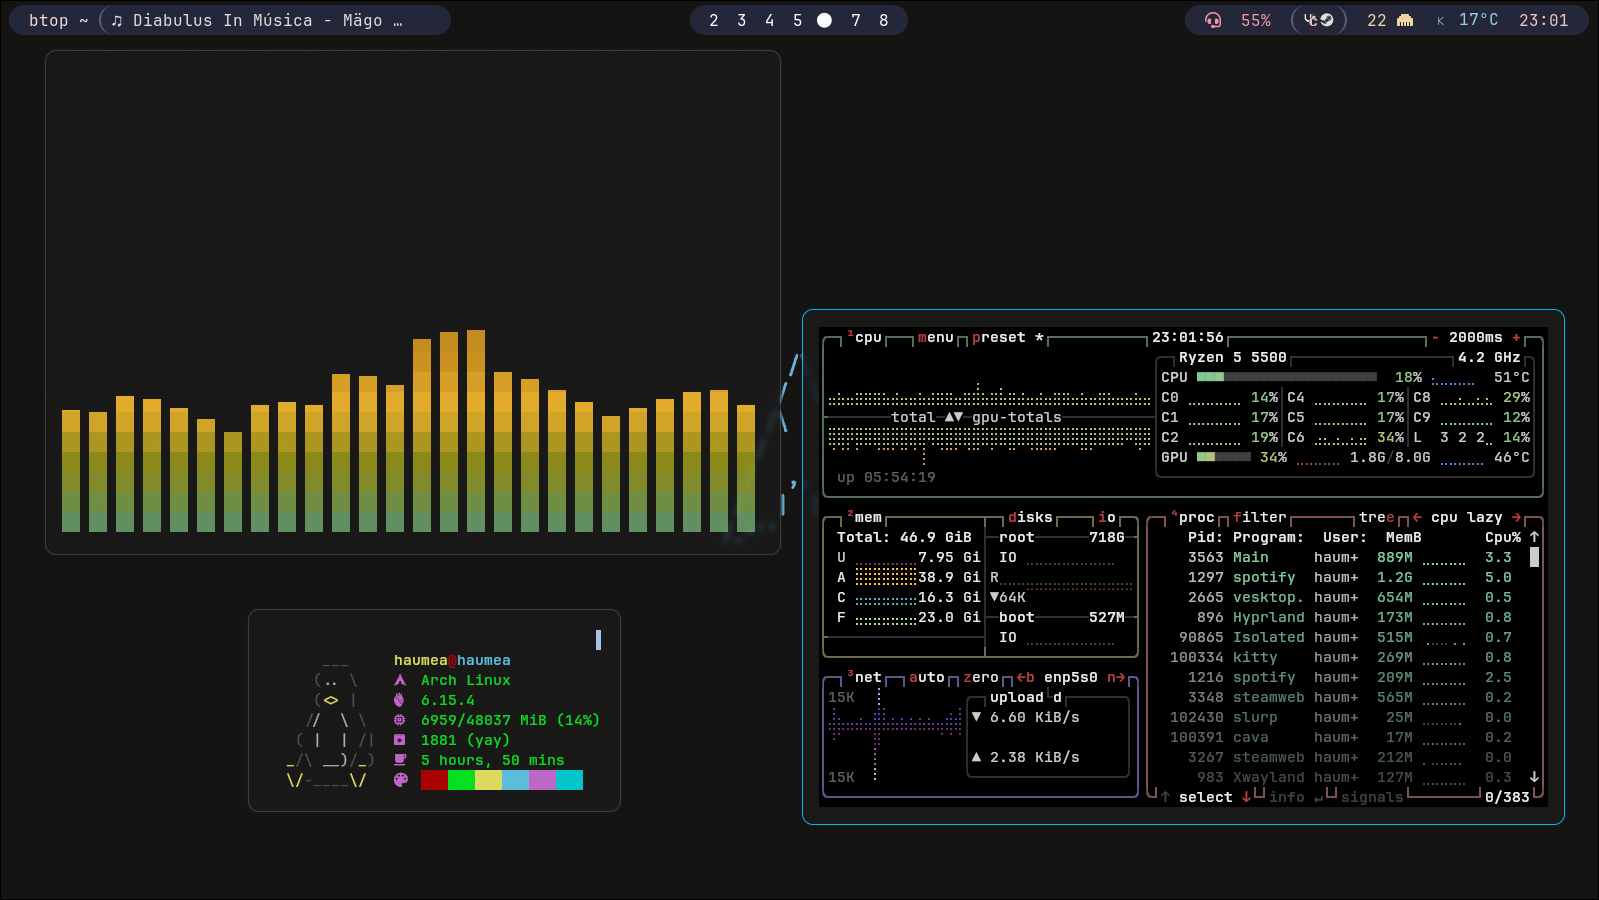 btop ~
♫ Diabulus In Música - Mägo …
2 3 4 5 7 8
55%
22
K 17°C 23:01
haumea@haumea
Arch Linux
6.15.4
6959/48037 MiB (14%)
1881 (yay)
5 hours, 50 mins
¹cpu menu preset * 23:01:56 - 2000ms +
Ryzen 5 5500 4.2 GHz
CPU 18% 51°C
C0 14% C4 17% C8 29%
C1 17% C5 17% C9 12%
C2 19% C6 34% L 3 2 2 14%
GPU 34% 1.8G/8.0G 46°C
total ▲▼ gpu-totals
up 05:54:19
²mem
Total: 46.9 GiB
U 7.95 Gi
A 38.9 Gi
C 16.3 Gi
F 23.0 Gi
disks io
root 718G
IO
R
▼64K
boot 527M
IO
³net auto zero ←b enp5s0 n→
15K
upload d
▼ 6.60 KiB/s
▲ 2.38 KiB/s
15K
⁴proc filter tree ← cpu lazy →
Pid: Program: User: MemB Cpu% ↑
3563 Main haum+ 889M 3.3
1297 spotify haum+ 1.2G 5.0
2665 vesktop. haum+ 654M 0.5
896 Hyprland haum+ 173M 0.8
90865 Isolated haum+ 515M 0.7
100334 kitty haum+ 269M 0.8
1216 spotify haum+ 209M 2.5
3348 steamweb haum+ 565M 0.2
102430 slurp haum+ 25M 0.0
100391 cava haum+ 17M 0.2
3267 steamweb haum+ 212M 0.0
983 Xwayland haum+ 127M 0.3 ↓
↑ select ↓ info ↵ signals 0/383